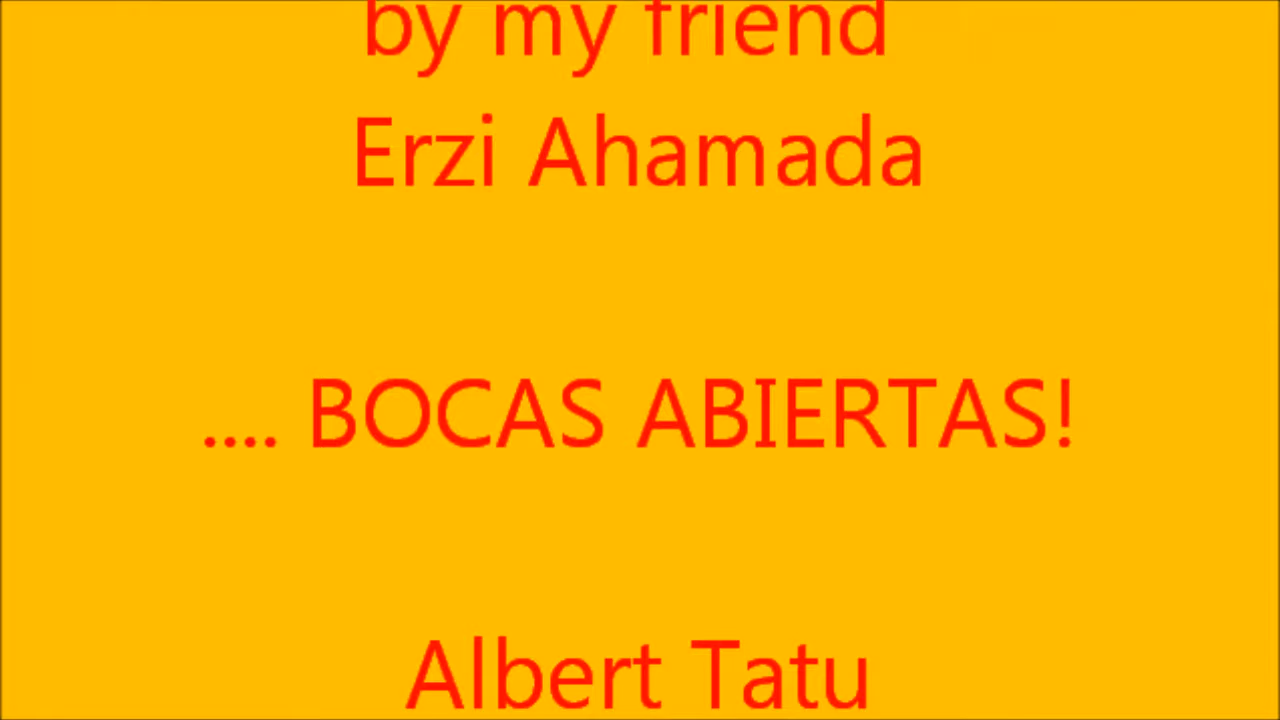 by my friend
Erzi Ahamada
.... BOCAS ABIERTAS!
Albert Tatu